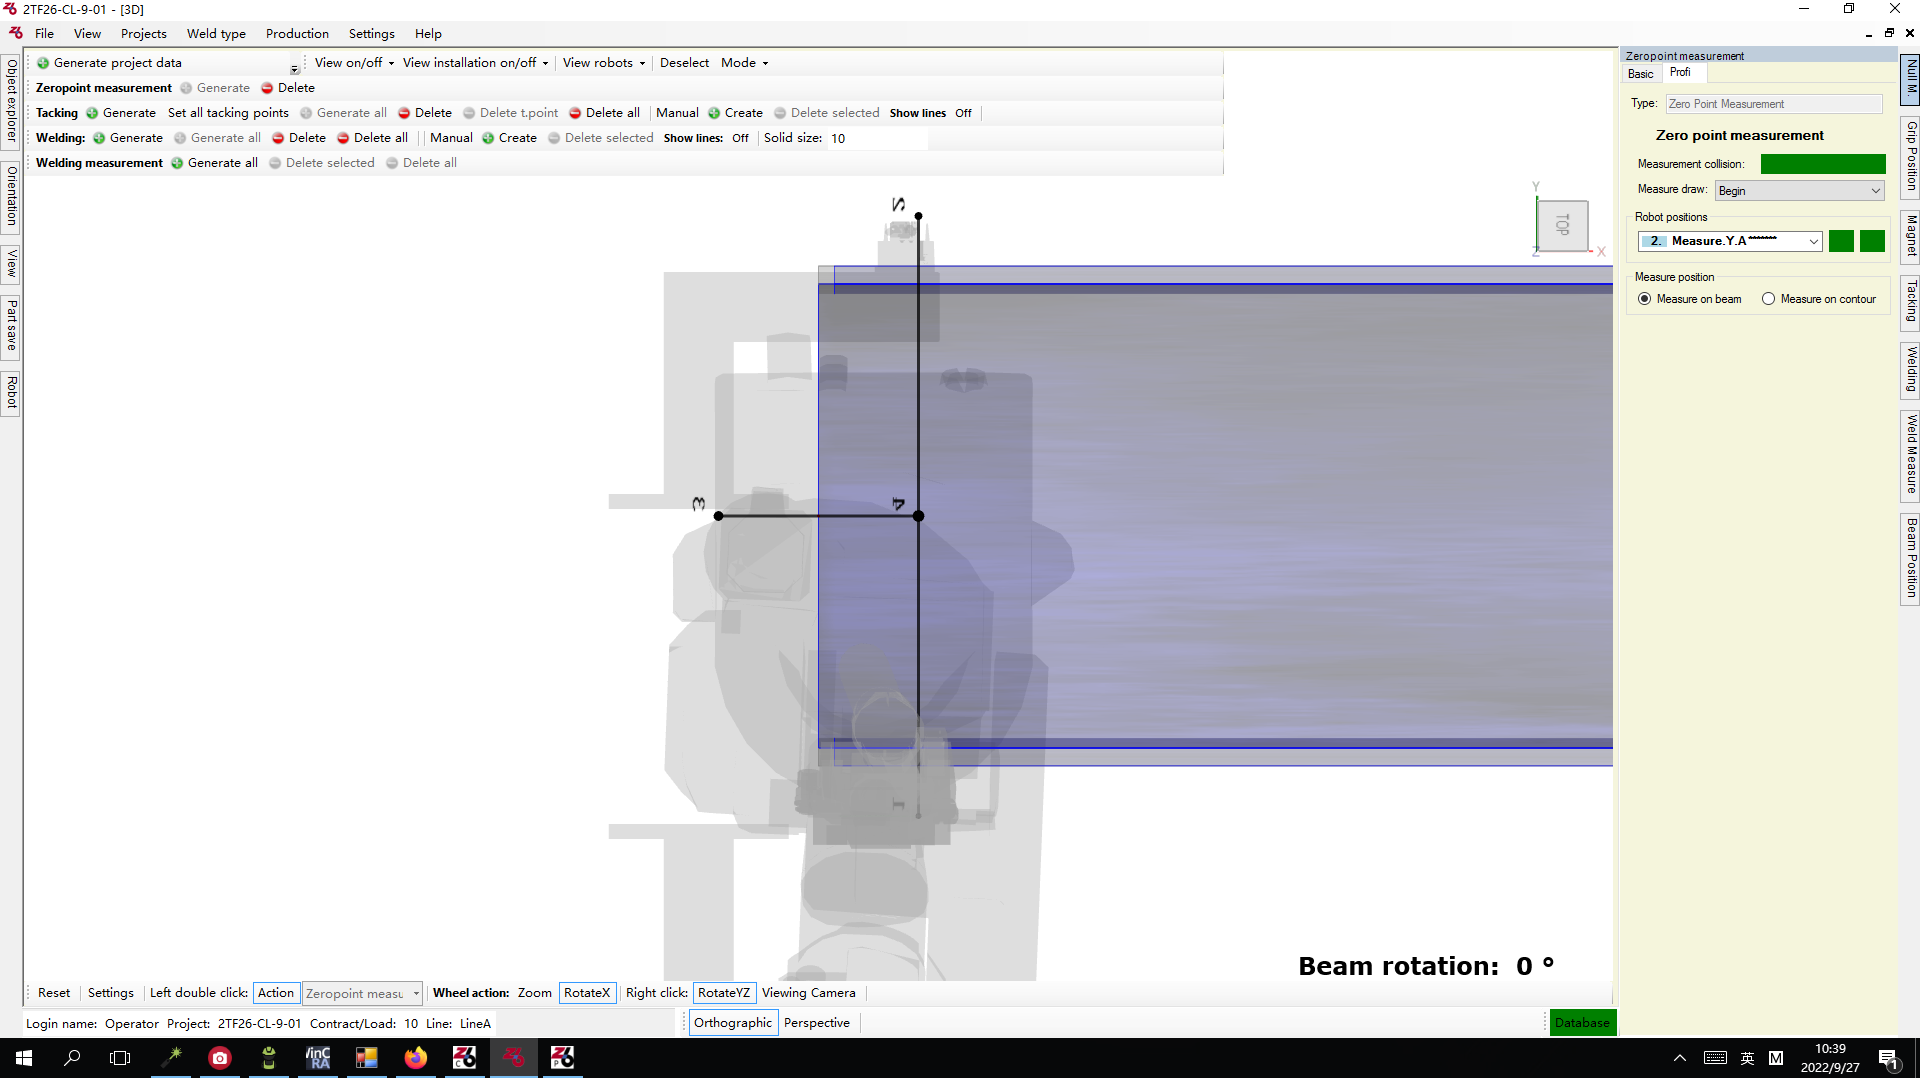 2TF26-CL-9-01 - [3D]
File View Projects Weld type Production Settings Help
Generate project data View on/off View installation on/off View robots Deselect Mode
Zeropoint measurement Generate Delete
Tacking Generate Set all tacking points Generate all Delete Delete t.point Delete all Manual Create Delete selected Show lines Off
Welding: Generate Generate all Delete Delete all Manual Create Delete selected Show lines: Off Solid size: 10
Welding measurement Generate all Delete selected Delete all
Object explorer
Orientation
View
Part save
Robot
2
3
4
1
Y
TOP
Z
X
Beam rotation: 0 °
Zeropoint measurement
Basic Profi
Type: Zero Point Measurement
Zero point measurement
Measurement collision:
Measure draw: Begin
Robot positions
2. Measure.Y.A*******
Measure position
Measure on beam Measure on contour
Null M.
Grip Position
Magnet
Tacking
Welding
Weld Measure
Beam Position
Reset Settings Left double click: Action Zeropoint measu Wheel action: Zoom RotateX Right click: RotateYZ Viewing Camera
Login name: Operator Project: 2TF26-CL-9-01 Contract/Load: 10 Line: LineA
Orthographic Perspective
Database
英 M
10:39
2022/9/27
1